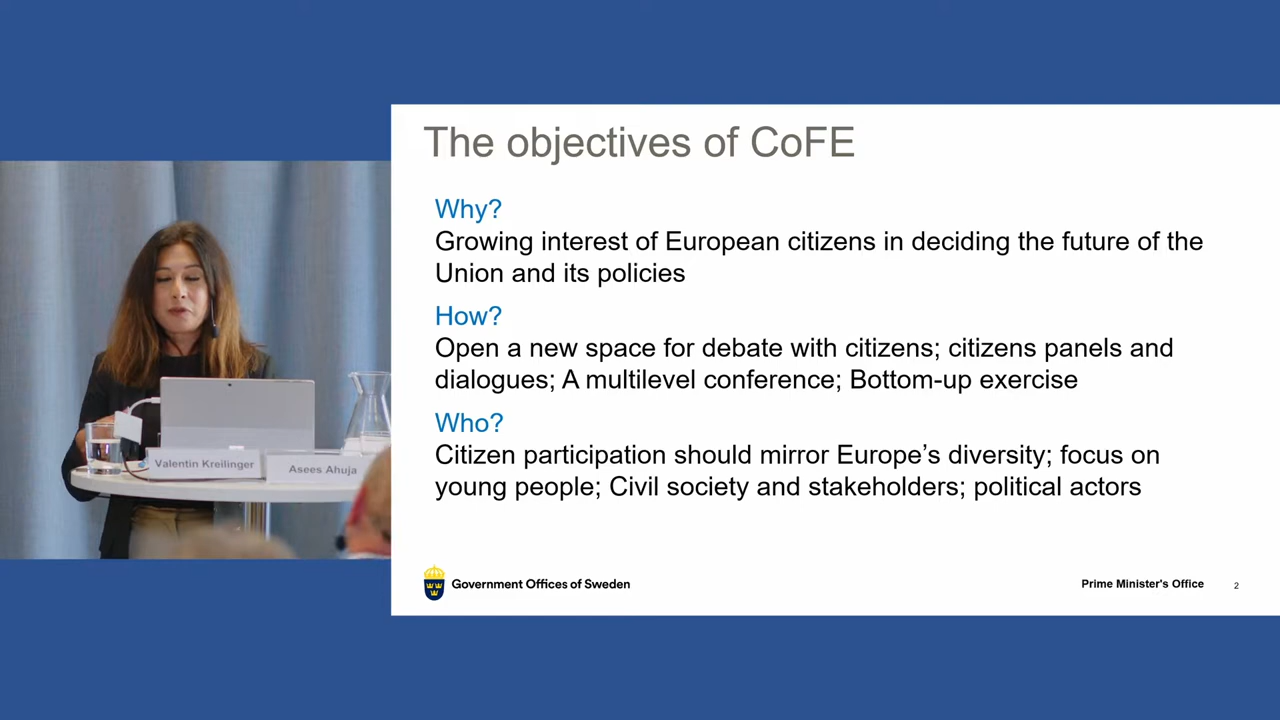 The objectives of CoFE
Why?
Growing interest of European citizens in deciding the future of the
Union and its policies
How?
Open a new space for debate with citizens; citizens panels and
dialogues; A multilevel conference; Bottom-up exercise
Who?
Citizen participation should mirror Europe’s diversity; focus on
young people; Civil society and stakeholders; political actors
Valentin Kreilinger
Asees Ahuja
Government Offices of Sweden
Prime Minister's Office
2